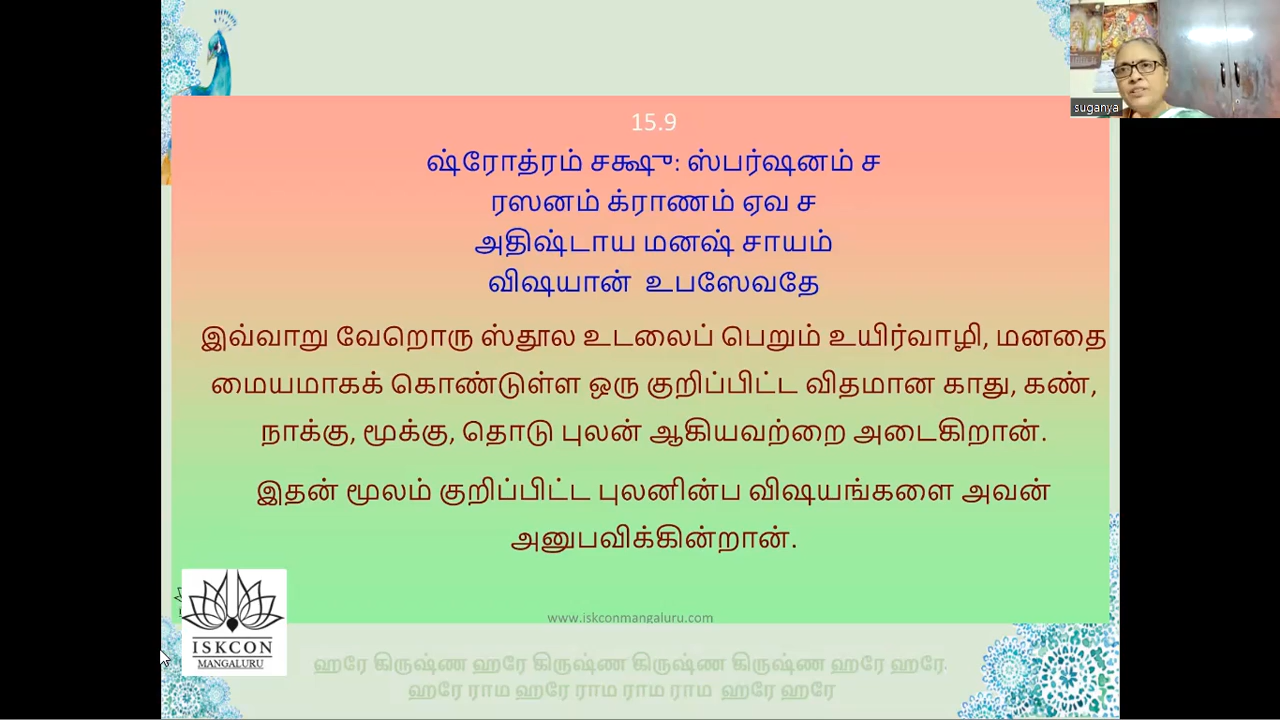 15.9
ஷ்ரோத்ரம் சக்ஷு: ஸ்பர்ஷனம் ச
ரஸனம் க்ராணம் ஏவ ச
அதிஷ்டாய மனஷ் சாயம்
விஷயான் உபஸேவதே
இவ்வாறு வேறொரு ஸ்தூல உடலைப் பெறும் உயிர்வாழி, மனதை
மையமாகக் கொண்டுள்ள ஒரு குறிப்பிட்ட விதமான காது, கண்,
நாக்கு, மூக்கு, தொடு புலன் ஆகியவற்றை அடைகிறான்.
இதன் மூலம் குறிப்பிட்ட புலனின்ப விஷயங்களை அவன்
அனுபவிக்கின்றான்.
www.iskconmangaluru.com
ISKCON
MANGALURU
ஹரே கிருஷ்ண ஹரே கிருஷ்ண கிருஷ்ண கிருஷ்ண ஹரே ஹரே
ஹரே ராம ஹரே ராம ராம ராம ஹரே ஹரே
suganya